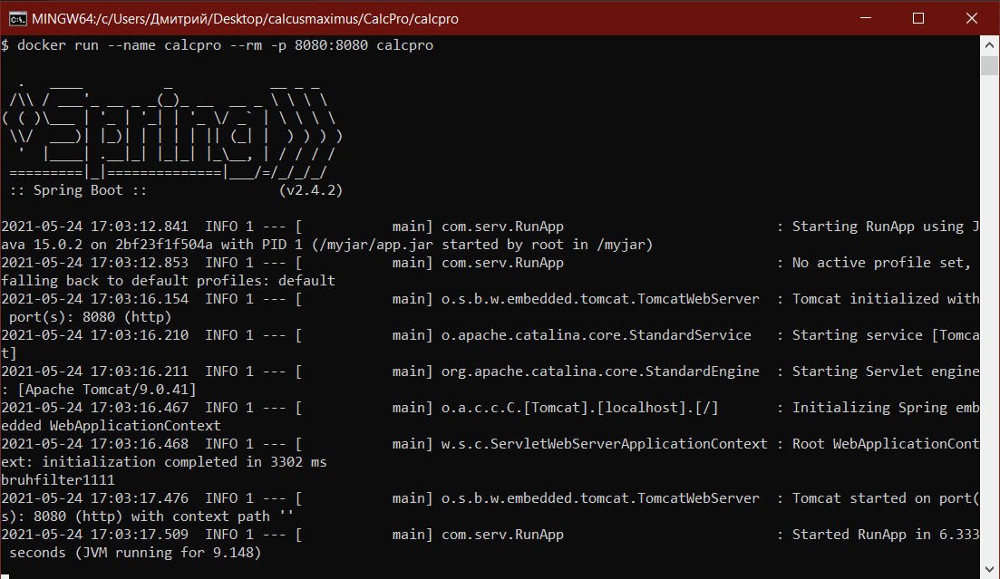 MINGW64:/c/Users/Дмитрий/Desktop/calcusmaximus/CalcPro/calcpro
$ docker run --name calcpro --rm -p 8080:8080 calcpro
  .   ____          _            __ _ _
 /\\ / ___'_ __ _ _(_)_ __  __ _ \ \ \ \
( ( )\___ | '_ | '_| | '_ \/ _` | \ \ \ \
 \\/  ___)| |_)| | | | | || (_| |  ) ) ) )
  '  |____| .__|_| |_|_| |_\__, | / / / /
 =========|_|==============|___/=/_/_/_/
 :: Spring Boot ::                (v2.4.2)
2021-05-24 17:03:12.841  INFO 1 --- [           main] com.serv.RunApp                          : Starting RunApp using J
ava 15.0.2 on 2bf23f1f504a with PID 1 (/myjar/app.jar started by root in /myjar)
2021-05-24 17:03:12.853  INFO 1 --- [           main] com.serv.RunApp                          : No active profile set,
falling back to default profiles: default
2021-05-24 17:03:16.154  INFO 1 --- [           main] o.s.b.w.embedded.tomcat.TomcatWebServer  : Tomcat initialized with
 port(s): 8080 (http)
2021-05-24 17:03:16.210  INFO 1 --- [           main] o.apache.catalina.core.StandardService   : Starting service [Tomca
t]
2021-05-24 17:03:16.211  INFO 1 --- [           main] org.apache.catalina.core.StandardEngine  : Starting Servlet engine
: [Apache Tomcat/9.0.41]
2021-05-24 17:03:16.467  INFO 1 --- [           main] o.a.c.c.C.[Tomcat].[localhost].[/]       : Initializing Spring emb
edded WebApplicationContext
2021-05-24 17:03:16.468  INFO 1 --- [           main] w.s.c.ServletWebServerApplicationContext : Root WebApplicationCont
ext: initialization completed in 3302 ms
bruhfilter1111
2021-05-24 17:03:17.476  INFO 1 --- [           main] o.s.b.w.embedded.tomcat.TomcatWebServer  : Tomcat started on port(
s): 8080 (http) with context path ''
2021-05-24 17:03:17.509  INFO 1 --- [           main] com.serv.RunApp                          : Started RunApp in 6.333
 seconds (JVM running for 9.148)